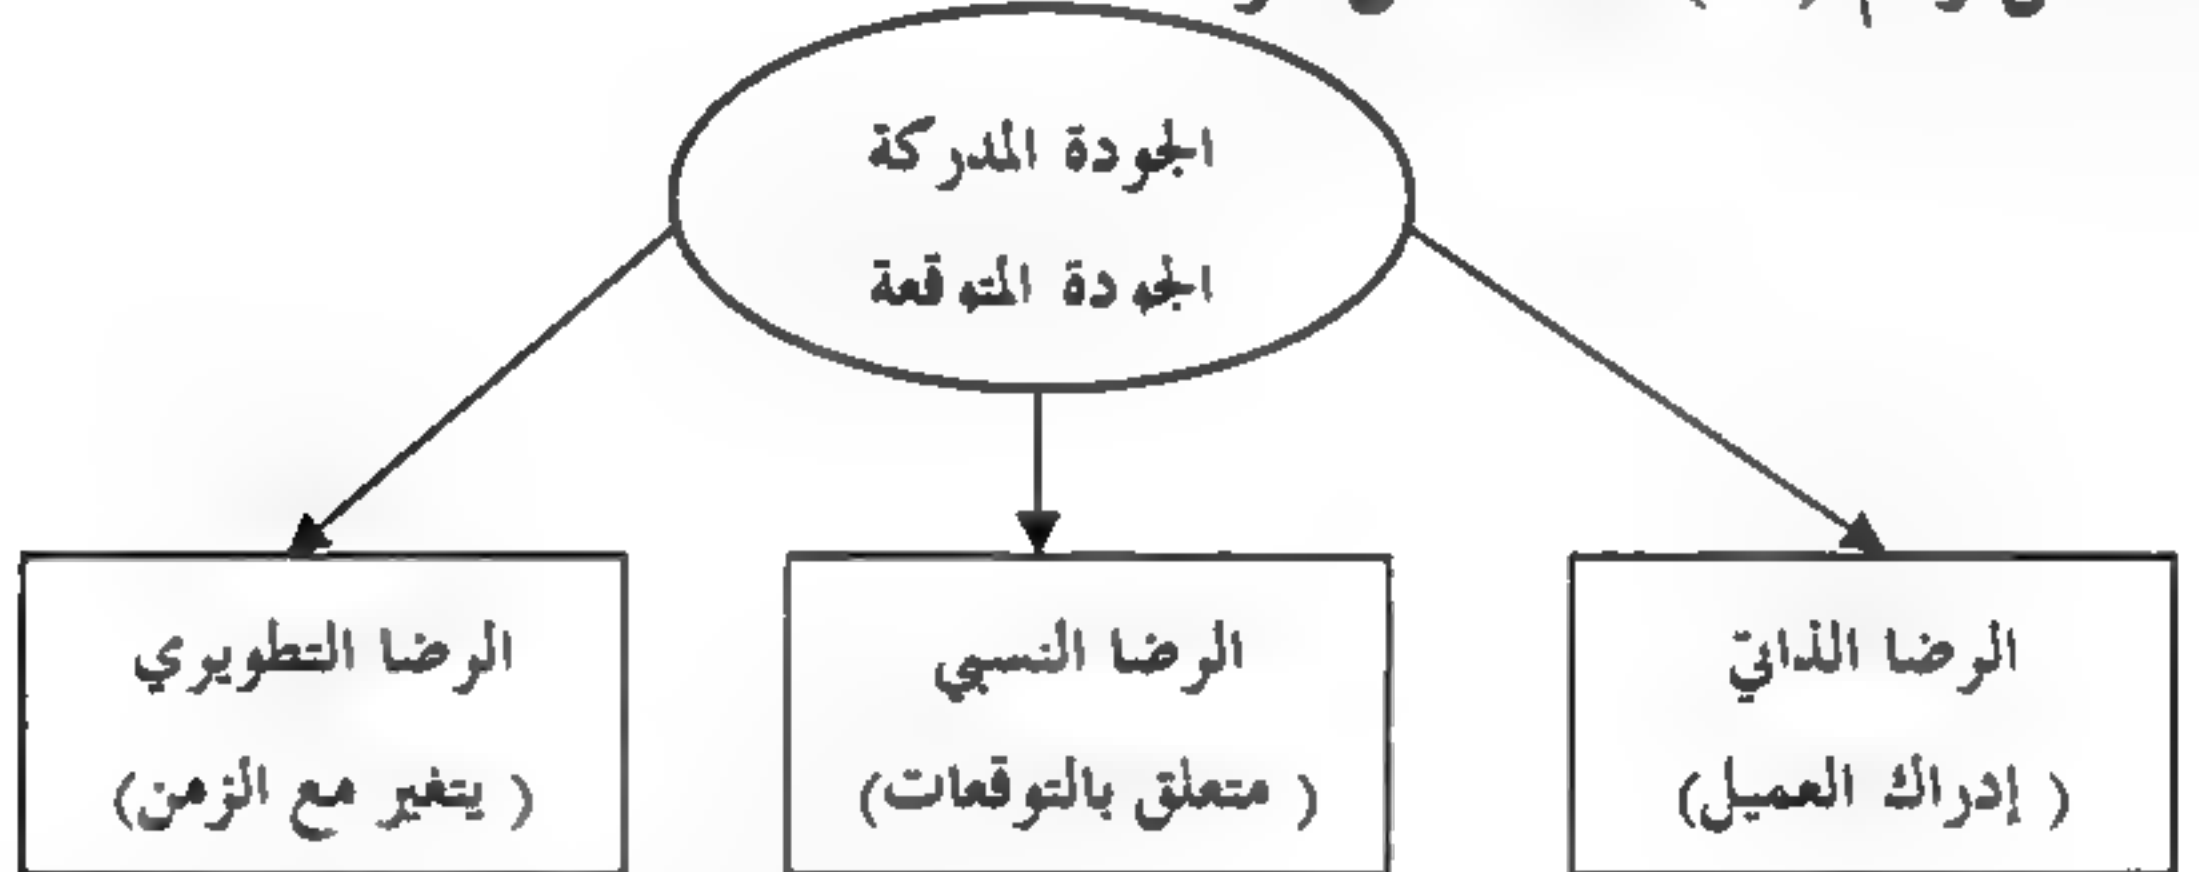 الجودة المدركة
الجودة المتوقعة
الرضا الذاتي
( إدراك العميل)
الرضا النسبي
( متعلق بالتوقعات)
الرضا التطويري
( يتغير مع الزمن)